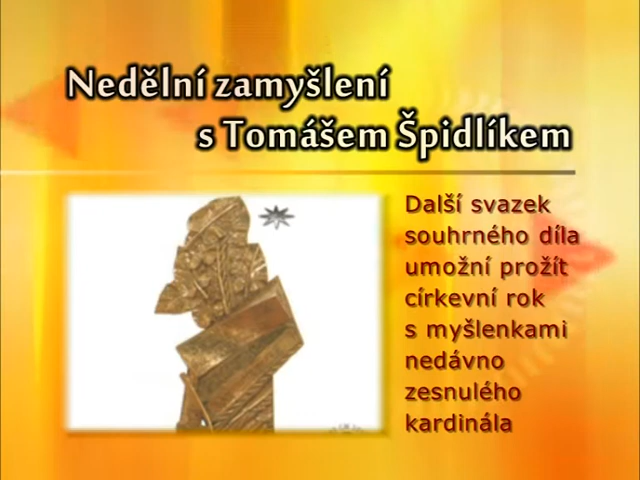 Nedělní zamyšlení
s Tomášem Špidlíkem
Další svazek
souhrného díla
umožní prožít
církevní rok
s myšlenkami
nedávno
zesnulého
kardinála